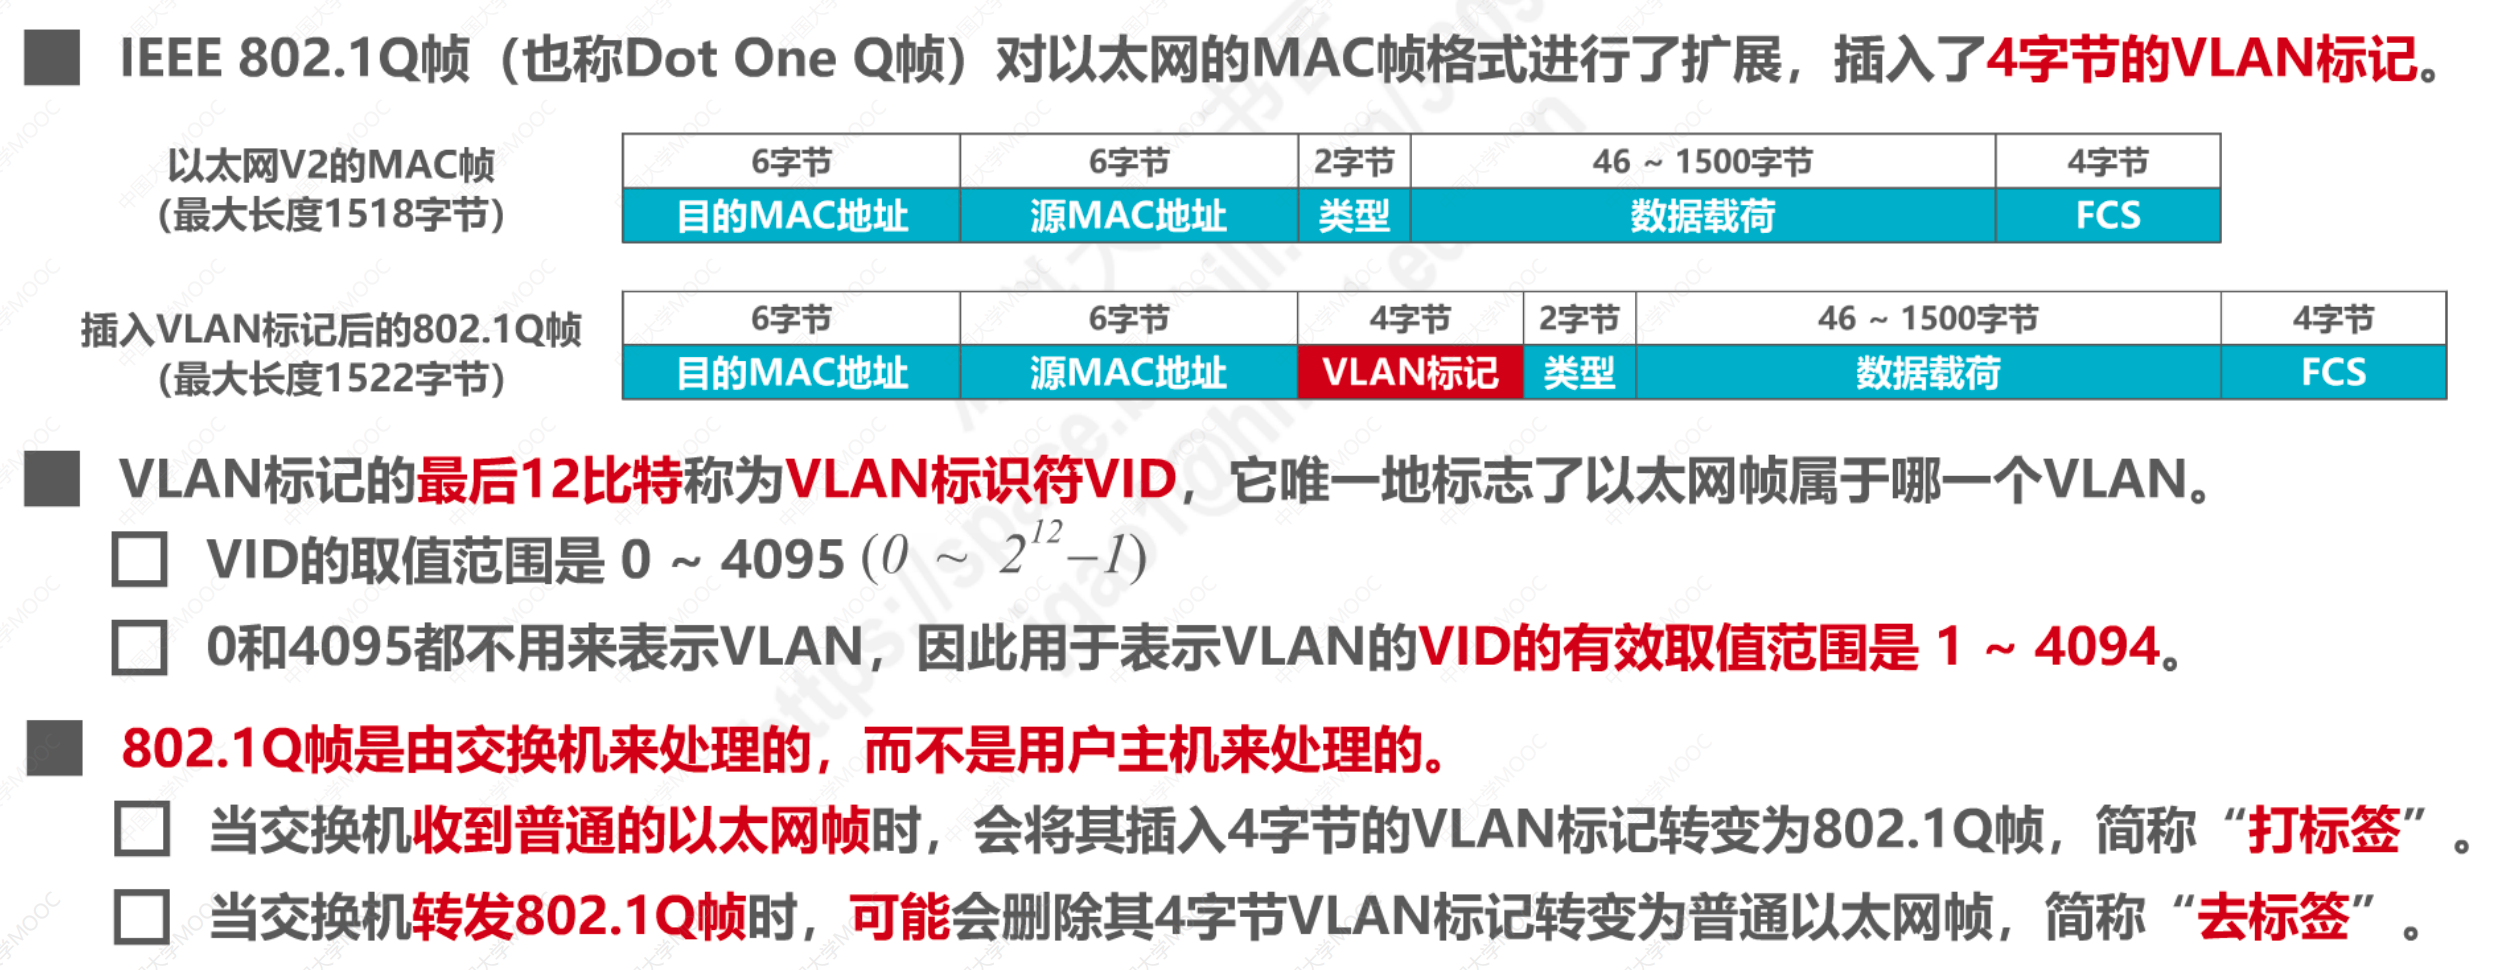 IEEE 802.1Q帧（也称Dot One Q帧）对以太网的MAC帧格式进行了扩展，插入了4字节的VLAN标记。
以太网V2的MAC帧
（最大长度1518字节）
6字节 6字节 2字节 46 ~ 1500字节 4字节
目的MAC地址 源MAC地址 类型 数据载荷 FCS
插入VLAN标记后的802.1Q帧
（最大长度1522字节）
6字节 6字节 4字节 2字节 46 ~ 1500字节 4字节
目的MAC地址 源MAC地址 VLAN标记 类型 数据载荷 FCS
VLAN标记的最后12比特称为VLAN标识符VID，它唯一地标志了以太网帧属于哪一个VLAN。
VID的取值范围是 0 ~ 4095 (0 ~ 2¹²–1)
0和4095都不用来表示VLAN，因此用于表示VLAN的VID的有效取值范围是 1 ~ 4094。
802.1Q帧是由交换机来处理的，而不是用户主机来处理的。
当交换机收到普通的以太网帧时，会将其插入4字节的VLAN标记转变为802.1Q帧，简称“打标签”。
当交换机转发802.1Q帧时，可能会删除其4字节VLAN标记转变为普通以太网帧，简称“去标签”。
中国大学MOOC